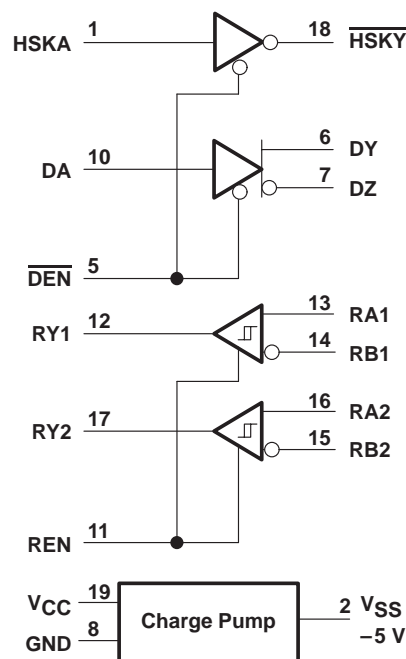 HSKA 1 18 HSKY
DA 10 6 DY
7 DZ
DEN 5
RY1 12 13 RA1
14 RB1
RY2 17 16 RA2
15 RB2
REN 11
VCC 19 Charge Pump 2 VSS
GND 8 –5 V